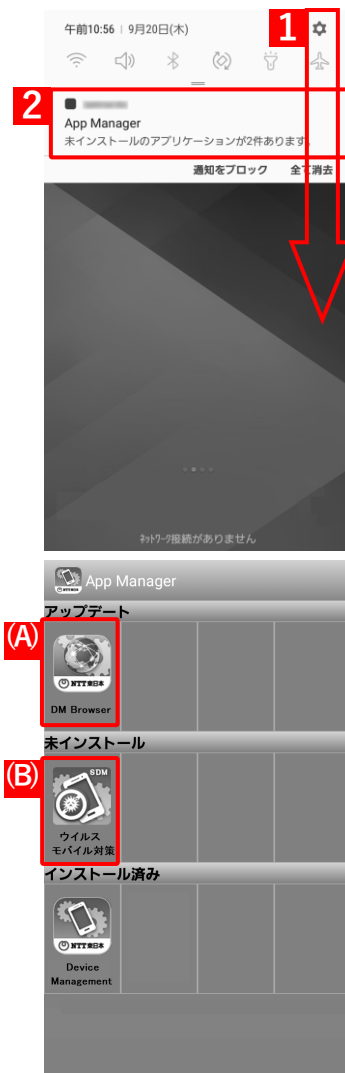 午前10:56 | 9月20日(木)
1
2
App Manager
未インストールのアプリケーションが2件あります。
通知をブロック 全て消去
ネットワーク接続がありません
App Manager
アップデート
(A)
NTT東日本
DM Browser
未インストール
(B)
SDM
ウイルス
モバイル対策
インストール済み
NTT東日本
Device
Management